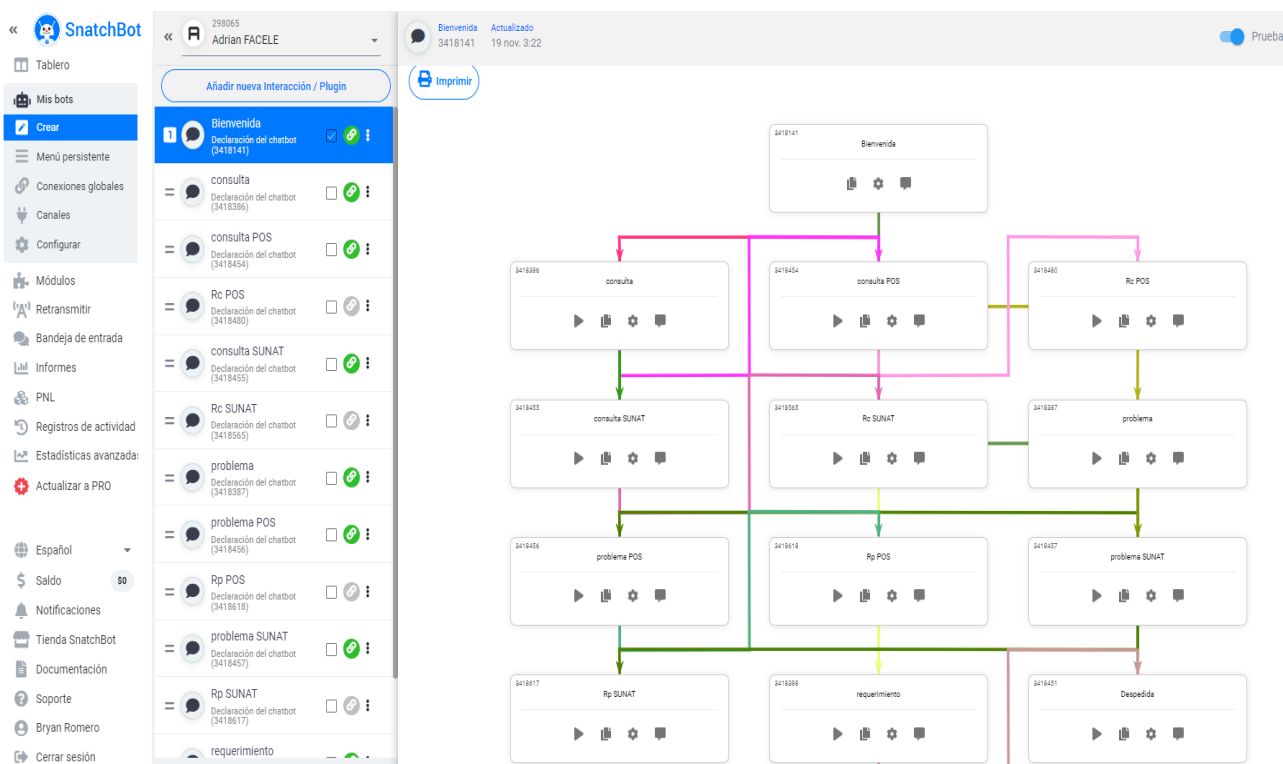 «
SnatchBot
Tablero
Mis bots
Crear
Menú persistente
Conexiones globales
Canales
Configurar
Módulos
Retransmitir
Bandeja de entrada
Informes
PNL
Registros de actividad
Estadísticas avanzadas
Actualizar a PRO
Español
Saldo $0
Notificaciones
Tienda SnatchBot
Documentación
Soporte
Bryan Romero
Cerrar sesión
«
298065
Adrian FACELE
Añadir nueva Interacción / Plugin
1
Bienvenida
Declaración del chatbot
(3418141)
consulta
Declaración del chatbot
(3418386)
consulta POS
Declaración del chatbot
(3418454)
Rc POS
Declaración del chatbot
(3418480)
consulta SUNAT
Declaración del chatbot
(3418455)
Rc SUNAT
Declaración del chatbot
(3418565)
problema
Declaración del chatbot
(3418387)
problema POS
Declaración del chatbot
(3418456)
Rp POS
Declaración del chatbot
(3418618)
problema SUNAT
Declaración del chatbot
(3418457)
Rp SUNAT
Declaración del chatbot
(3418617)
requerimiento
Bienvenida Actualizado
3418141 19 nov. 3:22
Prueba
Imprimir
3418141
Bienvenida
3418386
consulta
3418454
consulta POS
3418480
Rc POS
3418455
consulta SUNAT
3418565
Rc SUNAT
3418387
problema
3418456
problema POS
3418618
Rp POS
3418457
problema SUNAT
3418617
Rp SUNAT
3418388
requerimiento
3418451
Despedida